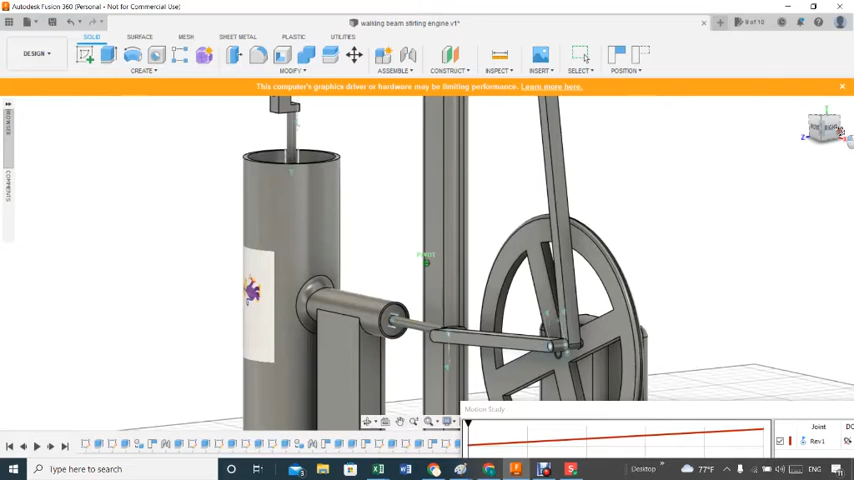 Autodesk Fusion 360 (Personal - Not for Commercial Use)
walking beam stirling engine v1*
9 of 10
SOLID
SURFACE
MESH
SHEET METAL
PLASTIC
UTILITIES
DESIGN
CREATE
MODIFY
ASSEMBLE
CONSTRUCT
INSPECT
INSERT
SELECT
POSITION
This computer's graphics driver or hardware may be limiting performance. Learn more here.
BROWSER
COMMENTS
RIGHT
Z
PIVOT
Motion Study
Joint
Rev1
Type here to search
Desktop
77°F
ENG